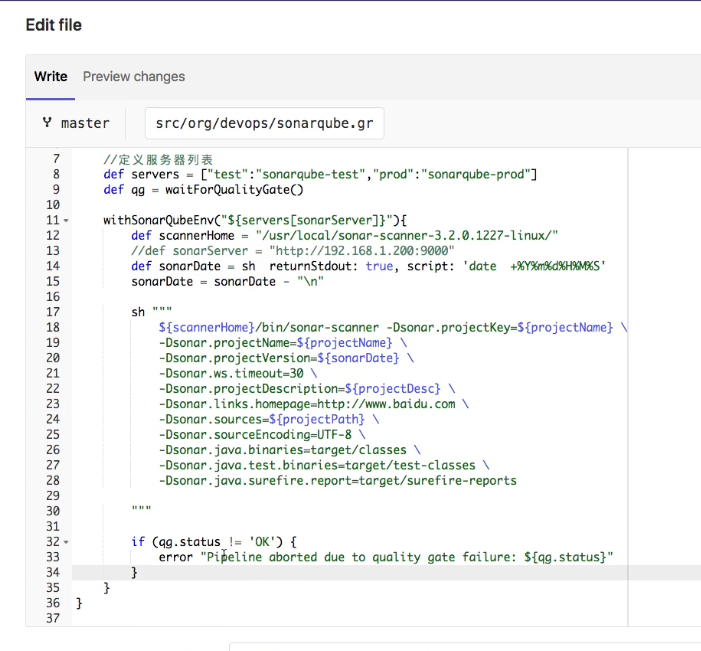 Edit file
Write Preview changes
master src/org/devops/sonarqube.gr
7 //定义服务器列表
8 def servers = ["test":"sonarqube-test","prod":"sonarqube-prod"]
9 def qg = waitForQualityGate()
10
11 withSonarQubeEnv("${servers[sonarServer]}"){
12 def scannerHome = "/usr/local/sonar-scanner-3.2.0.1227-linux/"
13 //def sonarServer = "http://192.168.1.200:9000"
14 def sonarDate = sh returnStdout: true, script: 'date +%Y%m%d%H%M%S'
15 sonarDate = sonarDate - "\n"
16
17 sh """
18 ${scannerHome}/bin/sonar-scanner -Dsonar.projectKey=${projectName} \
19 -Dsonar.projectName=${projectName} \
20 -Dsonar.projectVersion=${sonarDate} \
21 -Dsonar.ws.timeout=30 \
22 -Dsonar.projectDescription=${projectDesc} \
23 -Dsonar.links.homepage=http://www.baidu.com \
24 -Dsonar.sources=${projectPath} \
25 -Dsonar.sourceEncoding=UTF-8 \
26 -Dsonar.java.binaries=target/classes \
27 -Dsonar.java.test.binaries=target/test-classes \
28 -Dsonar.java.surefire.report=target/surefire-reports
29
30 """
31
32 if (qg.status != 'OK') {
33 error "Pipeline aborted due to quality gate failure: ${qg.status}"
34 }
35 }
36 }
37